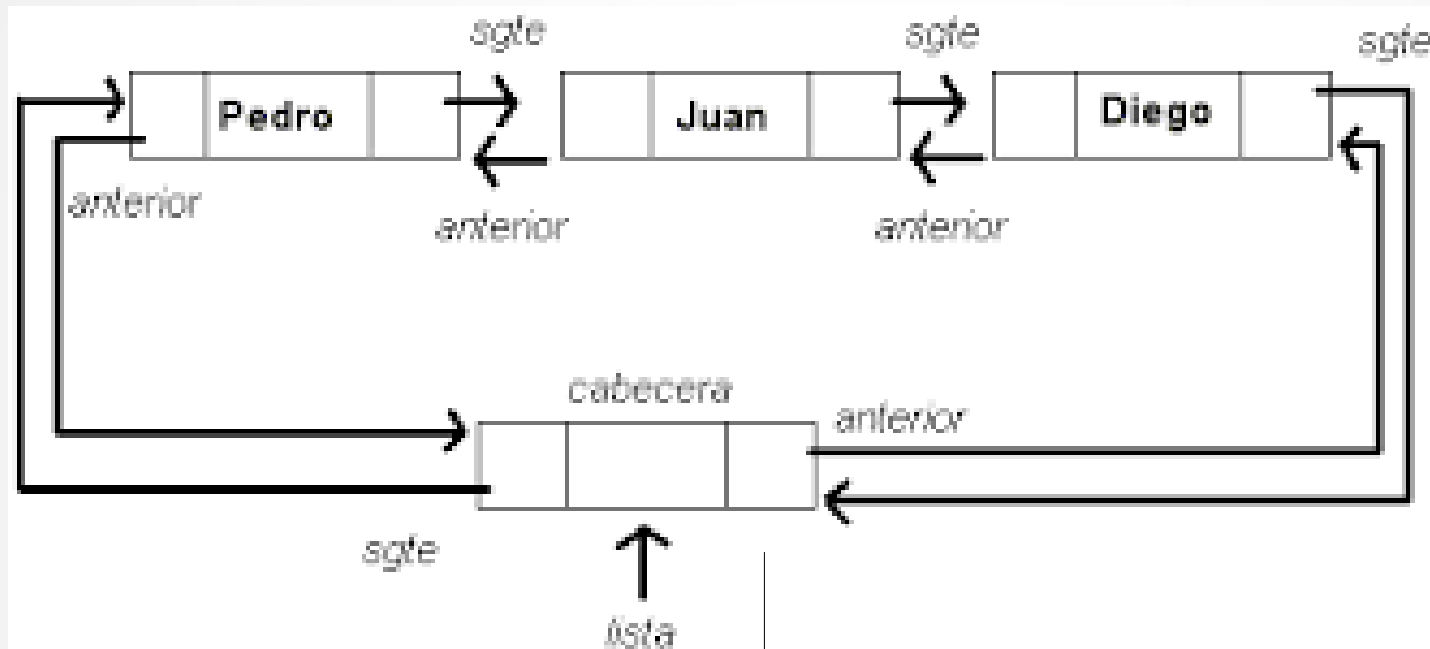 sgte sgte sgte
Pedro Juan Diego
anterior anterior anterior
cabecera
anterior
sgte
lista